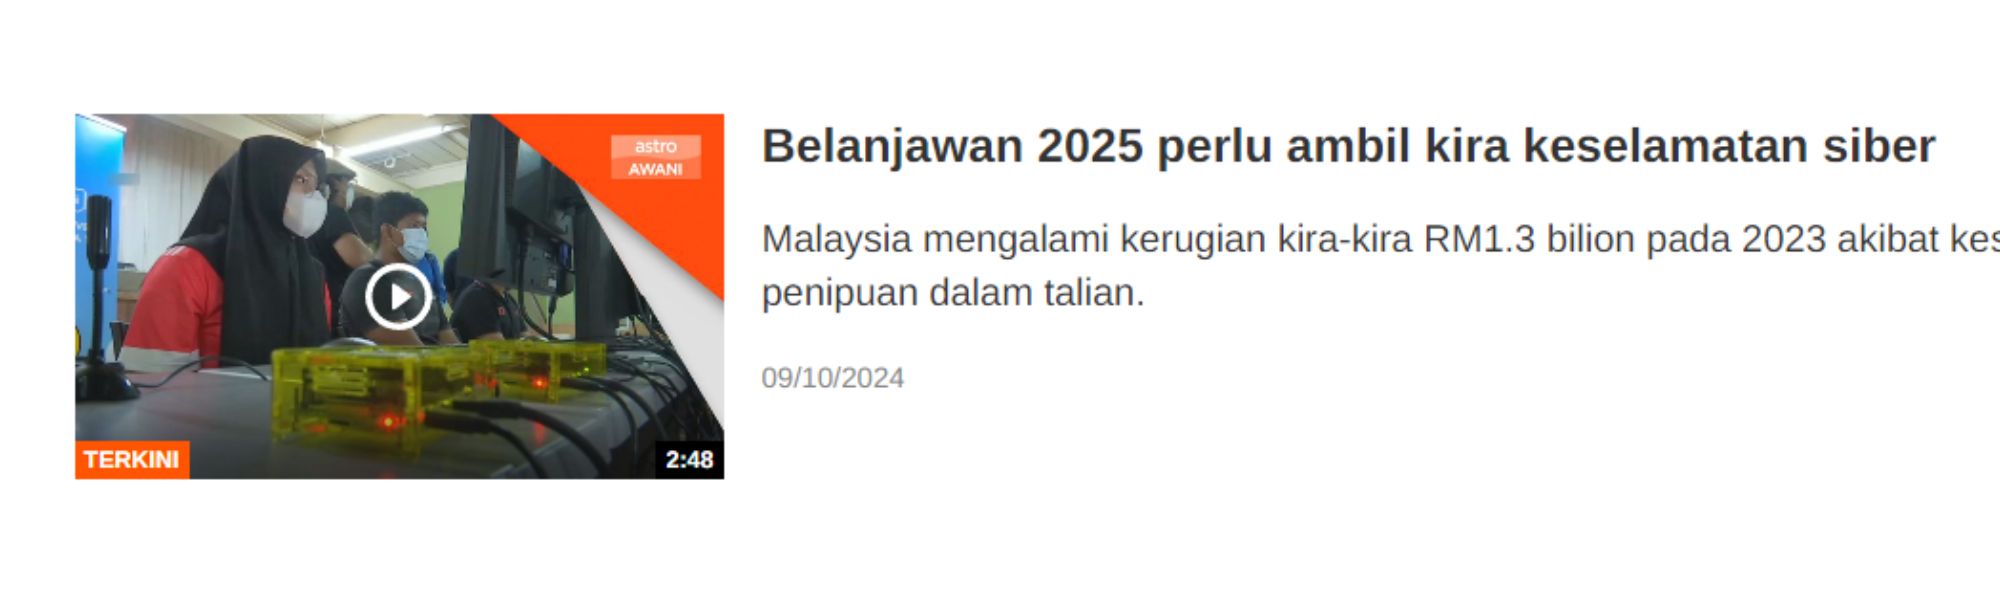 astro
AWANI
TERKINI
2:48
Belanjawan 2025 perlu ambil kira keselamatan siber
Malaysia mengalami kerugian kira-kira RM1.3 bilion pada 2023 akibat kes
penipuan dalam talian.
09/10/2024